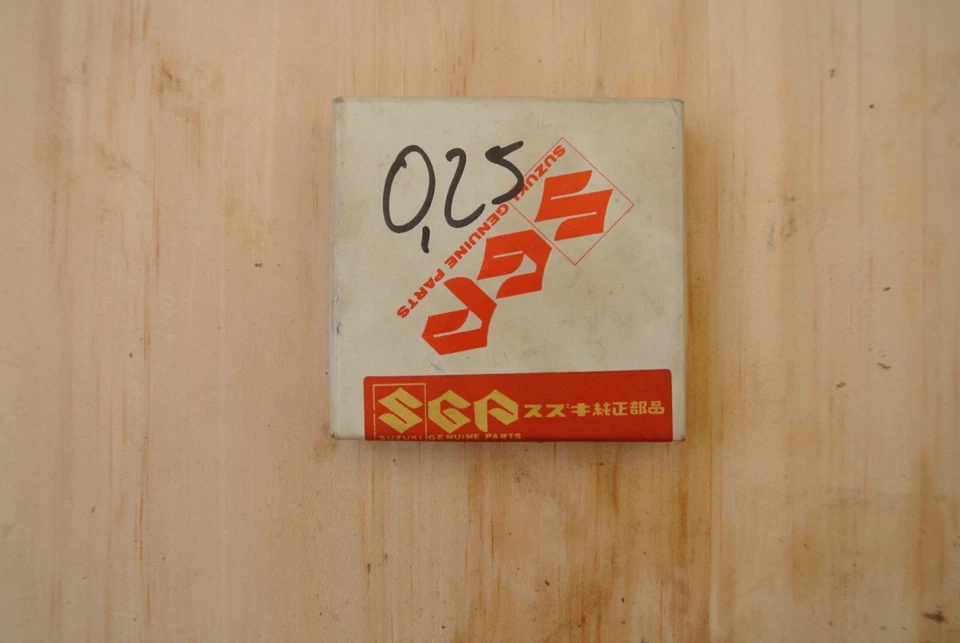 0,25
SUZUKI GENUINE PARTS
SGP
SGP スズキ純正部品
SUZUKI GENUINE PARTS